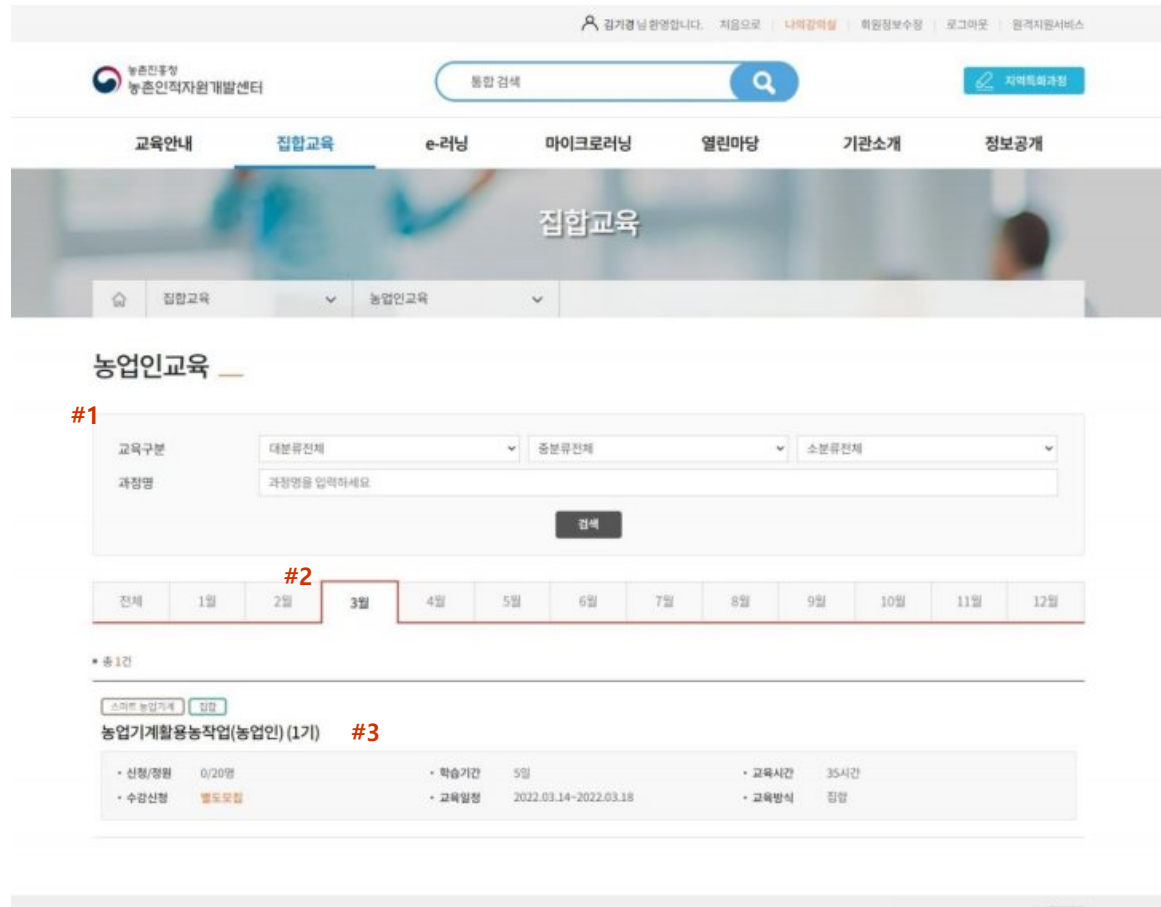 김기경 님 환영합니다. 처음으로 나의강의실 회원정보수정 로그아웃 원격지원서비스
농촌진흥청
농촌인적자원개발센터
통합 검색
지역특화과정
교육안내 집합교육 e-러닝 마이크로러닝 열린마당 기관소개 정보공개
집합교육
집합교육 농업인교육
농업인교육
#1
교육구분 대분류전체 중분류전체 소분류전체
과정명 과정명을 입력하세요
검색
#2
전체 1월 2월 3월 4월 5월 6월 7월 8월 9월 10월 11월 12월
총 1건
스마트 농업기계 집합
농업기계활용농작업(농업인) (1기) #3
신청/정원 0/20명 학습기간 5일 교육시간 35시간
수강신청 별도모집 교육일정 2022.03.14~2022.03.18 교육방식 집합